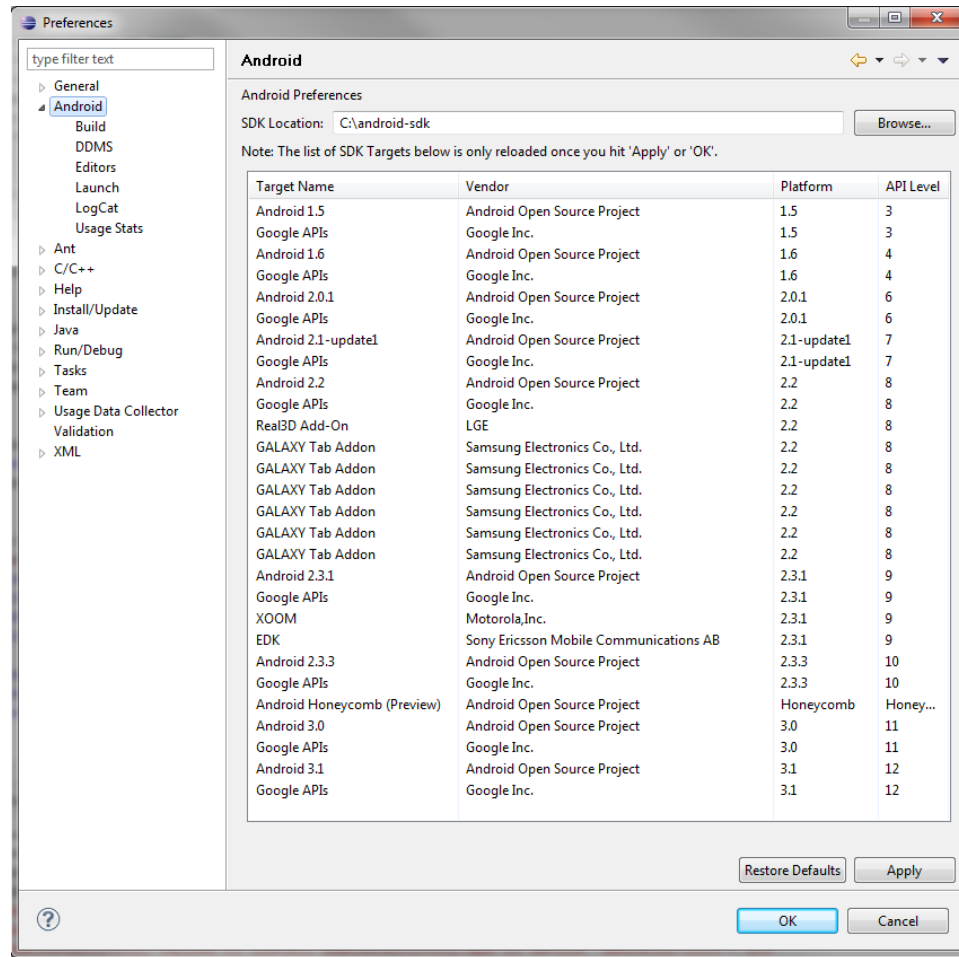 Preferences
type filter text
General
Android
Build
DDMS
Editors
Launch
LogCat
Usage Stats
Ant
C/C++
Help
Install/Update
Java
Run/Debug
Tasks
Team
Usage Data Collector
Validation
XML
Android
Android Preferences
SDK Location: C:\android-sdk Browse...
Note: The list of SDK Targets below is only reloaded once you hit 'Apply' or 'OK'.
Target Name Vendor Platform API Level
Android 1.5 Android Open Source Project 1.5 3
Google APIs Google Inc. 1.5 3
Android 1.6 Android Open Source Project 1.6 4
Google APIs Google Inc. 1.6 4
Android 2.0.1 Android Open Source Project 2.0.1 6
Google APIs Google Inc. 2.0.1 6
Android 2.1-update1 Android Open Source Project 2.1-update1 7
Google APIs Google Inc. 2.1-update1 7
Android 2.2 Android Open Source Project 2.2 8
Google APIs Google Inc. 2.2 8
Real3D Add-On LGE 2.2 8
GALAXY Tab Addon Samsung Electronics Co., Ltd. 2.2 8
GALAXY Tab Addon Samsung Electronics Co., Ltd. 2.2 8
GALAXY Tab Addon Samsung Electronics Co., Ltd. 2.2 8
GALAXY Tab Addon Samsung Electronics Co., Ltd. 2.2 8
GALAXY Tab Addon Samsung Electronics Co., Ltd. 2.2 8
GALAXY Tab Addon Samsung Electronics Co., Ltd. 2.2 8
Android 2.3.1 Android Open Source Project 2.3.1 9
Google APIs Google Inc. 2.3.1 9
XOOM Motorola,Inc. 2.3.1 9
EDK Sony Ericsson Mobile Communications AB 2.3.1 9
Android 2.3.3 Android Open Source Project 2.3.3 10
Google APIs Google Inc. 2.3.3 10
Android Honeycomb (Preview) Android Open Source Project Honeycomb Honey...
Android 3.0 Android Open Source Project 3.0 11
Google APIs Google Inc. 3.0 11
Android 3.1 Android Open Source Project 3.1 12
Google APIs Google Inc. 3.1 12
Restore Defaults Apply
? OK Cancel